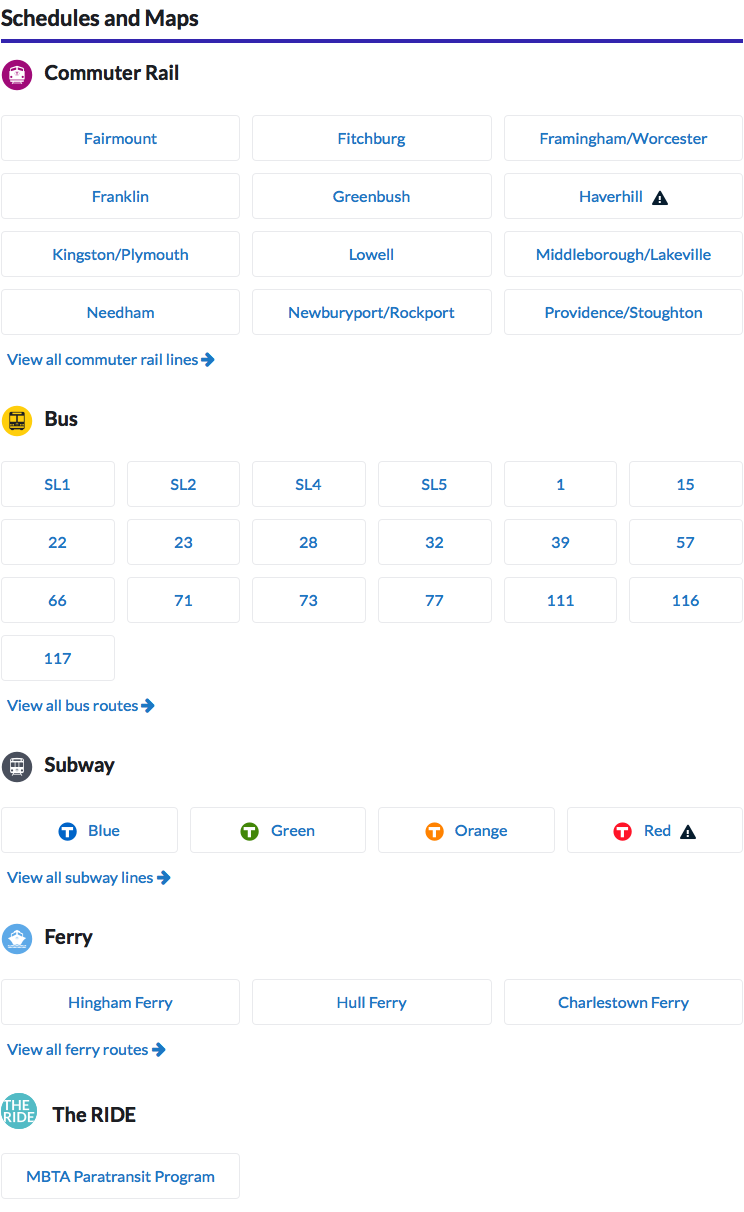 Schedules and Maps
Commuter Rail
Fairmount Fitchburg Framingham/Worcester
Franklin Greenbush Haverhill
Kingston/Plymouth Lowell Middleborough/Lakeville
Needham Newburyport/Rockport Providence/Stoughton
View all commuter rail lines
Bus
SL1 SL2 SL4 SL5 1 15
22 23 28 32 39 57
66 71 73 77 111 116
117
View all bus routes
Subway
T Blue T Green T Orange T Red
View all subway lines
Ferry
Hingham Ferry Hull Ferry Charlestown Ferry
View all ferry routes
THE
RIDE
The RIDE
MBTA Paratransit Program